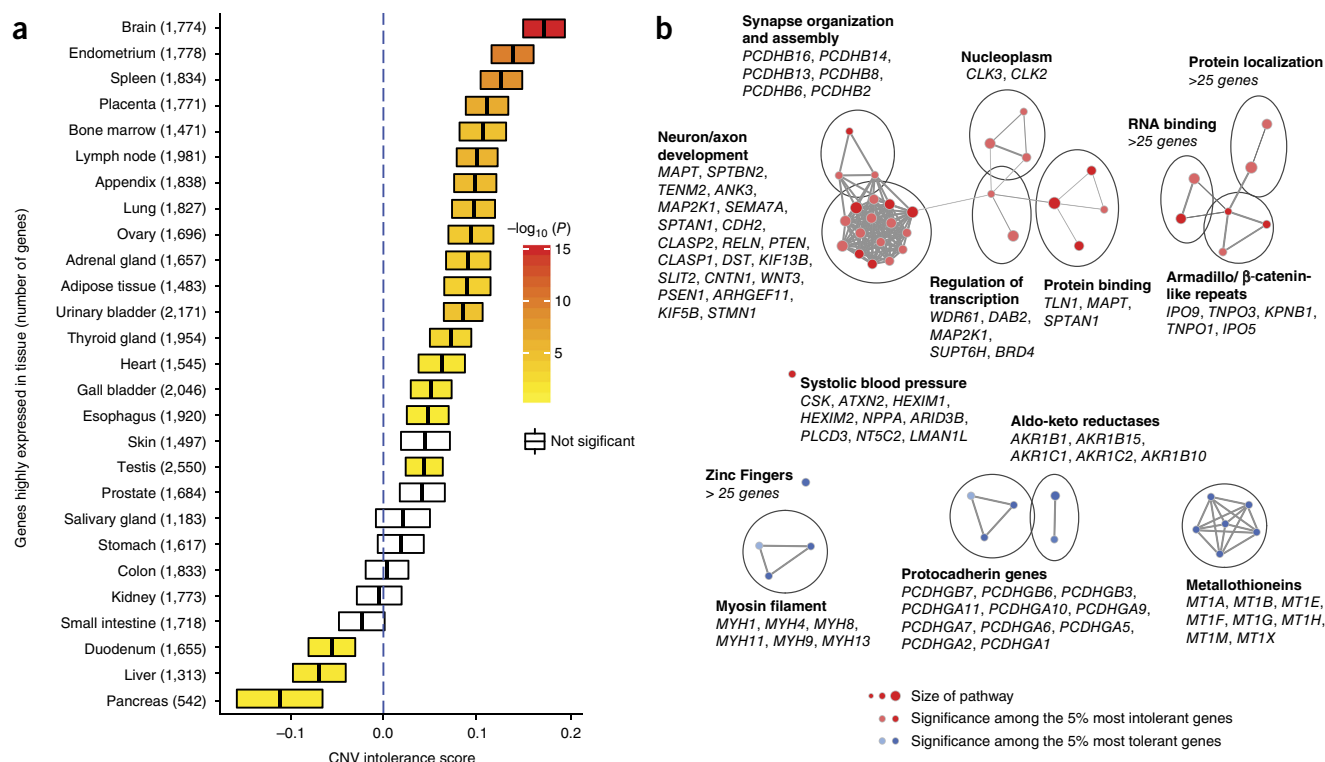 a
Genes highly expressed in tissue (number of genes)
Brain (1,774)
Endometrium (1,778)
Spleen (1,834)
Placenta (1,771)
Bone marrow (1,471)
Lymph node (1,981)
Appendix (1,838)
Lung (1,827)
Ovary (1,696)
Adrenal gland (1,657)
Adipose tissue (1,483)
Urinary bladder (2,171)
Thyroid gland (1,954)
Heart (1,545)
Gall bladder (2,046)
Esophagus (1,920)
Skin (1,497)
Testis (2,550)
Prostate (1,684)
Salivary gland (1,183)
Stomach (1,617)
Colon (1,833)
Kidney (1,773)
Small intestine (1,718)
Duodenum (1,655)
Liver (1,313)
Pancreas (542)
–0.1
0.0
0.1
0.2
CNV intolerance score
–log10 (P)
15
10
5
Not sigificant
b
Synapse organization
and assembly
PCDHB16, PCDHB14,
PCDHB13, PCDHB8,
PCDHB6, PCDHB2
Nucleoplasm
CLK3, CLK2
Protein localization
>25 genes
RNA binding
>25 genes
Neuron/axon
development
MAPT, SPTBN2,
TENM2, ANK3,
MAP2K1, SEMA7A,
SPTAN1, CDH2,
CLASP2, RELN, PTEN,
CLASP1, DST, KIF13B,
SLIT2, CNTN1, WNT3,
PSEN1, ARHGEF11,
KIF5B, STMN1
Regulation of
transcription
WDR61, DAB2,
MAP2K1,
SUPT6H, BRD4
Protein binding
TLN1, MAPT,
SPTAN1
Armadillo/ β-catenin-
like repeats
IPO9, TNPO3, KPNB1,
TNPO1, IPO5
Systolic blood pressure
CSK, ATXN2, HEXIM1,
HEXIM2, NPPA, ARID3B,
PLCD3, NT5C2, LMAN1L
Aldo-keto reductases
AKR1B1, AKR1B15,
AKR1C1, AKR1C2, AKR1B10
Zinc Fingers
> 25 genes
Myosin filament
MYH1, MYH4, MYH8,
MYH11, MYH9, MYH13
Protocadherin genes
PCDHGB7, PCDHGB6, PCDHGB3,
PCDHGA11, PCDHGA10, PCDHGA9,
PCDHGA7, PCDHGA6, PCDHGA5,
PCDHGA2, PCDHGA1
Metallothioneins
MT1A, MT1B, MT1E,
MT1F, MT1G, MT1H,
MT1M, MT1X
Size of pathway
Significance among the 5% most intolerant genes
Significance among the 5% most tolerant genes